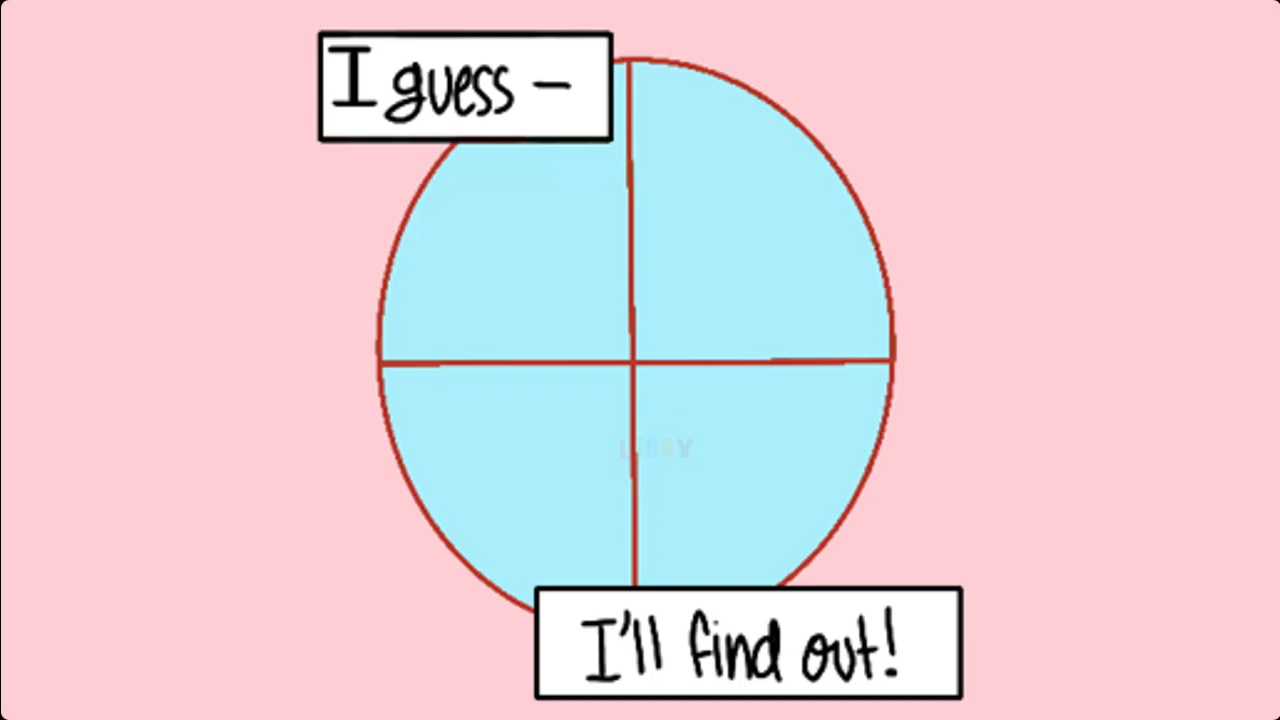 I guess –
I'll find out!